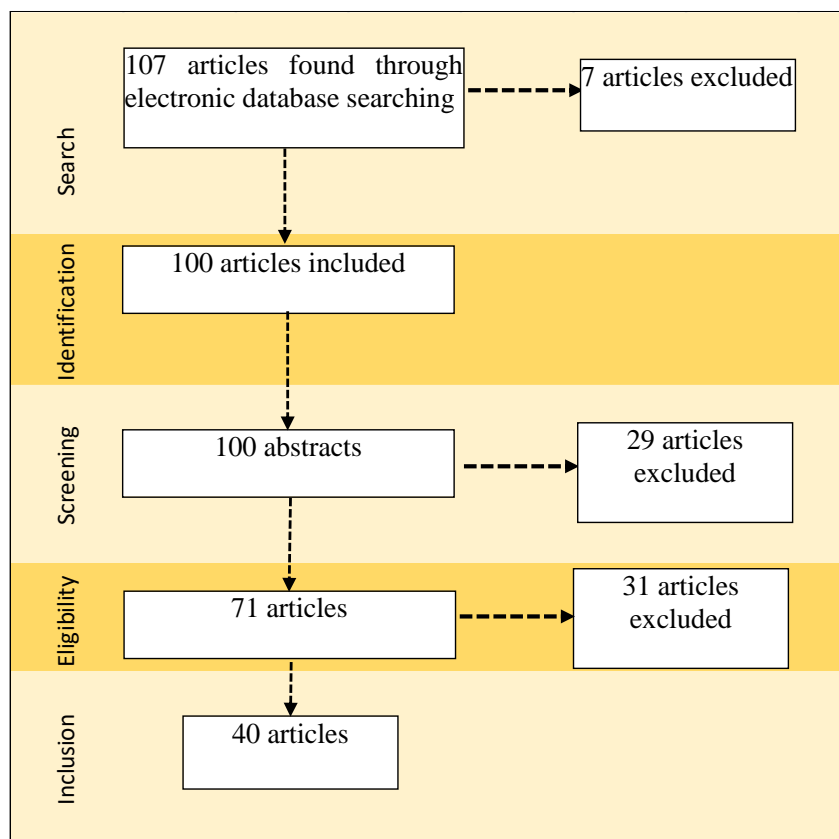 107 articles found through
electronic database searching
7 articles excluded
Search
100 articles included
Identification
100 abstracts
29 articles
excluded
Screening
71 articles
31 articles
excluded
Eligibility
40 articles
Inclusion